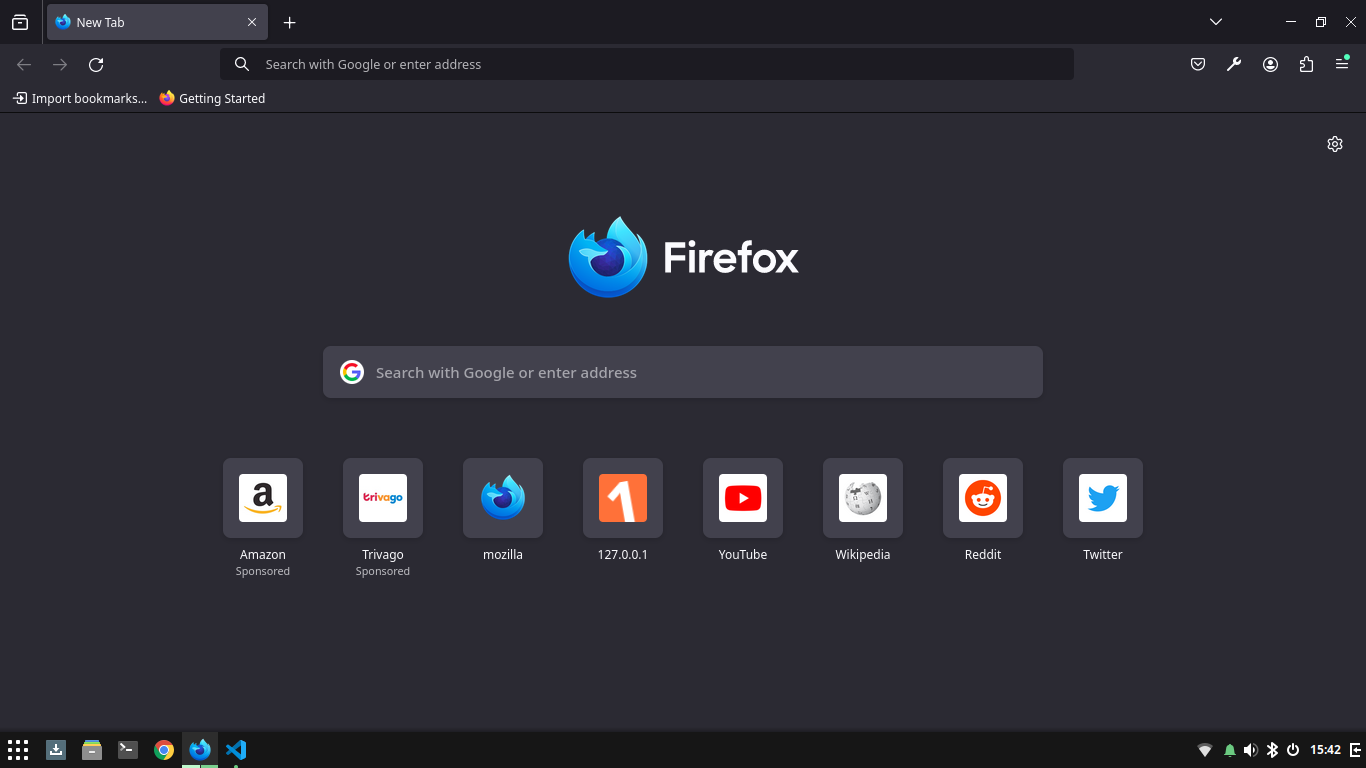 New Tab
Search with Google or enter address
Import bookmarks...
Getting Started
Firefox
Search with Google or enter address
a
trivago
1
Amazon
Trivago
mozilla
127.0.0.1
YouTube
Wikipedia
Reddit
Twitter
Sponsored
Sponsored
15:42